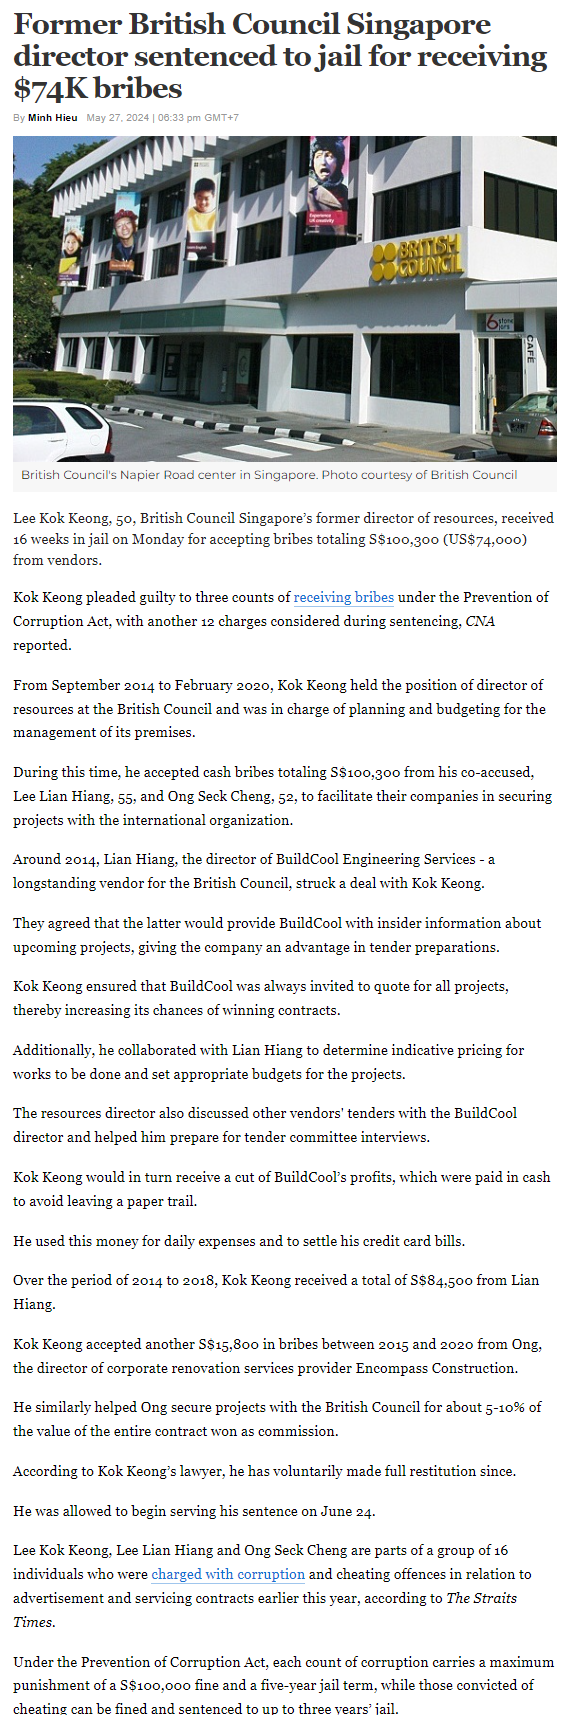 Former British Council Singapore
director sentenced to jail for receiving
$74K bribes
By Minh Hieu May 27, 2024 | 06:33 pm GMT+7
Experience
UK creativity
BRITISH
COUNCIL
6
CAFE
British Council's Napier Road center in Singapore. Photo courtesy of British Council
Lee Kok Keong, 50, British Council Singapore’s former director of resources, received
16 weeks in jail on Monday for accepting bribes totaling S$100,300 (US$74,000)
from vendors.
Kok Keong pleaded guilty to three counts of receiving bribes under the Prevention of
Corruption Act, with another 12 charges considered during sentencing, CNA
reported.
From September 2014 to February 2020, Kok Keong held the position of director of
resources at the British Council and was in charge of planning and budgeting for the
management of its premises.
During this time, he accepted cash bribes totaling S$100,300 from his co-accused,
Lee Lian Hiang, 55, and Ong Seck Cheng, 52, to facilitate their companies in securing
projects with the international organization.
Around 2014, Lian Hiang, the director of BuildCool Engineering Services - a
longstanding vendor for the British Council, struck a deal with Kok Keong.
They agreed that the latter would provide BuildCool with insider information about
upcoming projects, giving the company an advantage in tender preparations.
Kok Keong ensured that BuildCool was always invited to quote for all projects,
thereby increasing its chances of winning contracts.
Additionally, he collaborated with Lian Hiang to determine indicative pricing for
works to be done and set appropriate budgets for the projects.
The resources director also discussed other vendors' tenders with the BuildCool
director and helped him prepare for tender committee interviews.
Kok Keong would in turn receive a cut of BuildCool’s profits, which were paid in cash
to avoid leaving a paper trail.
He used this money for daily expenses and to settle his credit card bills.
Over the period of 2014 to 2018, Kok Keong received a total of S$84,500 from Lian
Hiang.
Kok Keong accepted another S$15,800 in bribes between 2015 and 2020 from Ong,
the director of corporate renovation services provider Encompass Construction.
He similarly helped Ong secure projects with the British Council for about 5-10% of
the value of the entire contract won as commission.
According to Kok Keong’s lawyer, he has voluntarily made full restitution since.
He was allowed to begin serving his sentence on June 24.
Lee Kok Keong, Lee Lian Hiang and Ong Seck Cheng are parts of a group of 16
individuals who were charged with corruption and cheating offences in relation to
advertisement and servicing contracts earlier this year, according to The Straits
Times.
Under the Prevention of Corruption Act, each count of corruption carries a maximum
punishment of a S$100,000 fine and a five-year jail term, while those convicted of
cheating can be fined and sentenced to up to three years’ jail.